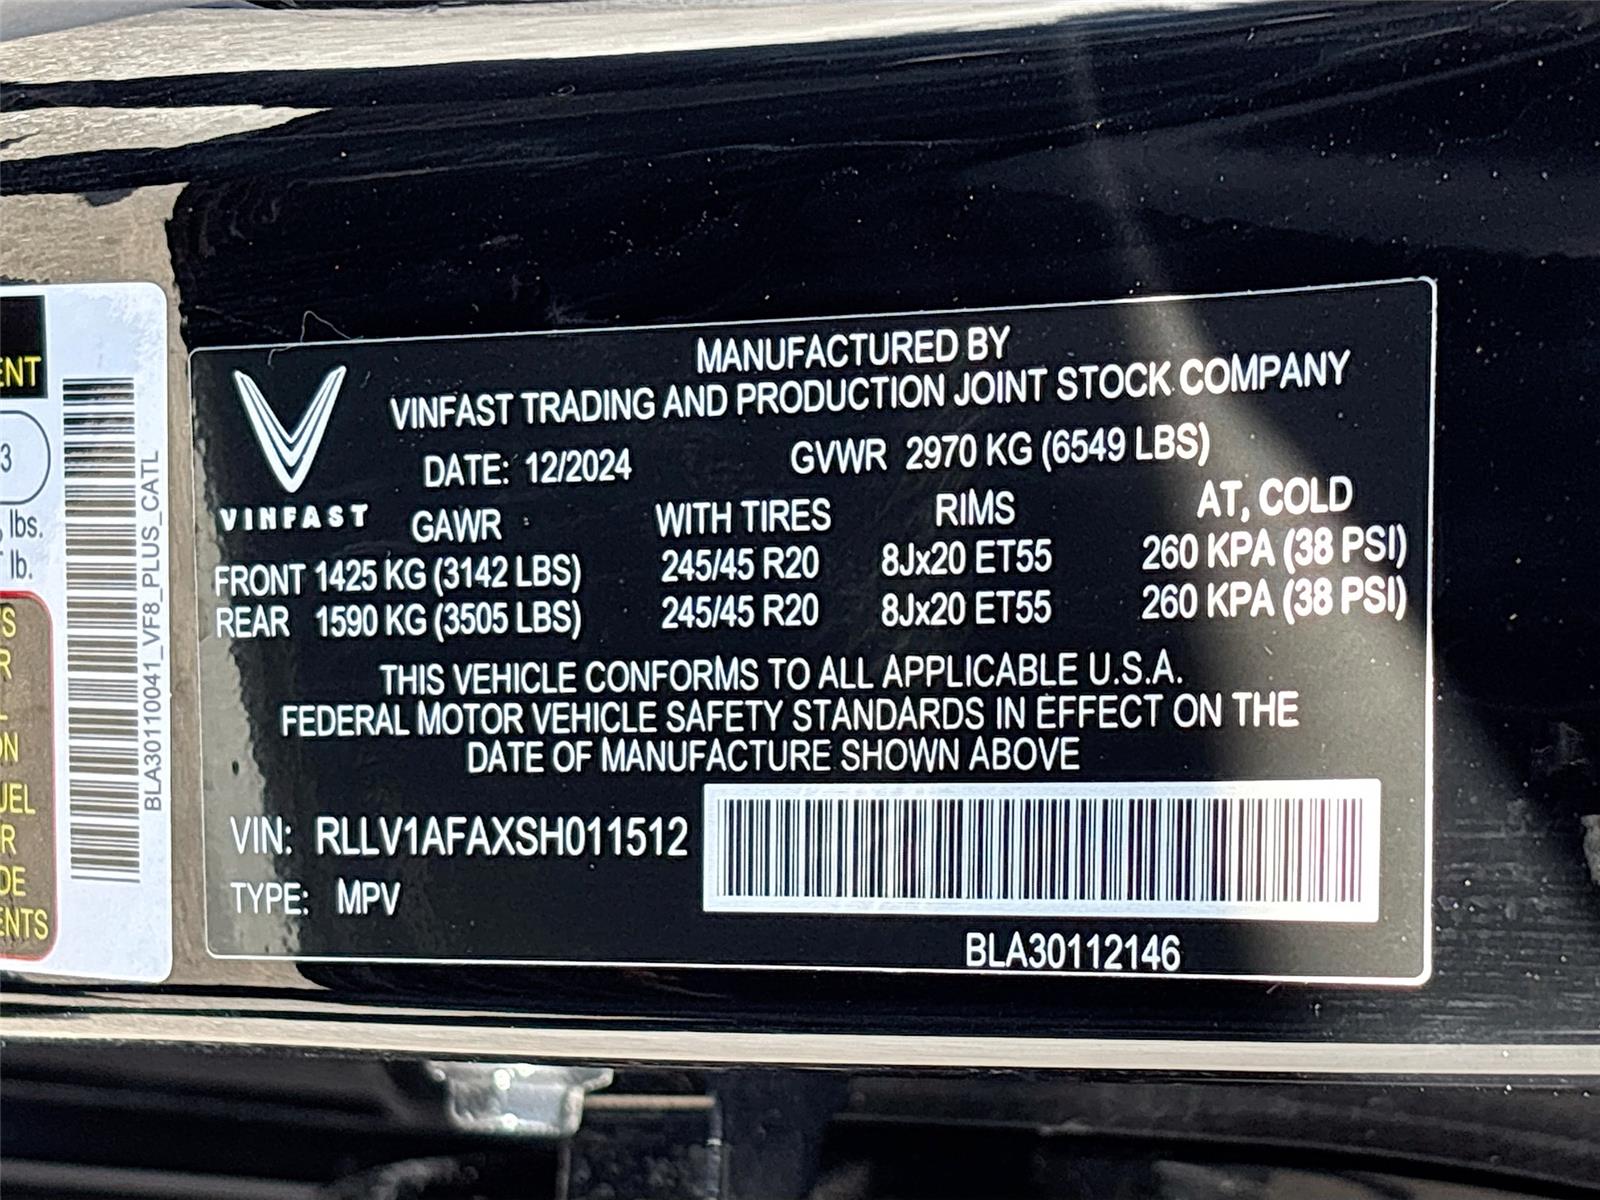 MANUFACTURED BY
VINFAST TRADING AND PRODUCTION JOINT STOCK COMPANY
DATE: 12/2024 GVWR 2970 KG (6549 LBS)
VINFAST
GAWR : WITH TIRES RIMS AT, COLD
FRONT 1425 KG (3142 LBS) 245/45 R20 8Jx20 ET55 260 KPA (38 PSI)
REAR 1590 KG (3505 LBS) 245/45 R20 8Jx20 ET55 260 KPA (38 PSI)
THIS VEHICLE CONFORMS TO ALL APPLICABLE U.S.A.
FEDERAL MOTOR VEHICLE SAFETY STANDARDS IN EFFECT ON THE
DATE OF MANUFACTURE SHOWN ABOVE
VIN: RLLV1AFAXSH011512
TYPE: MPV
BLA30112146
BLA30110041_VF8_PLUS_CATL
3
lbs.
lb.